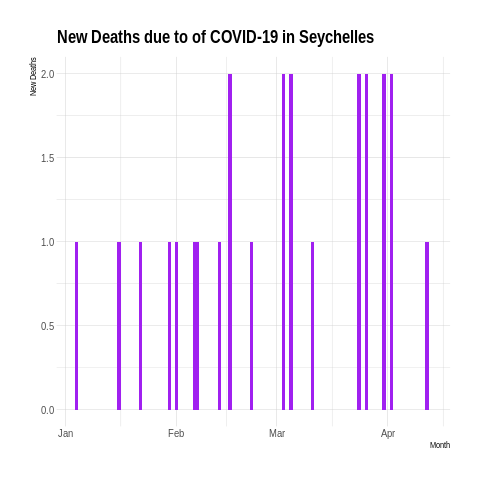 New Deaths due to of COVID-19 in Seychelles
New Deaths
2.0
1.5
1.0
0.5
0.0
Jan Feb Mar Apr
Month